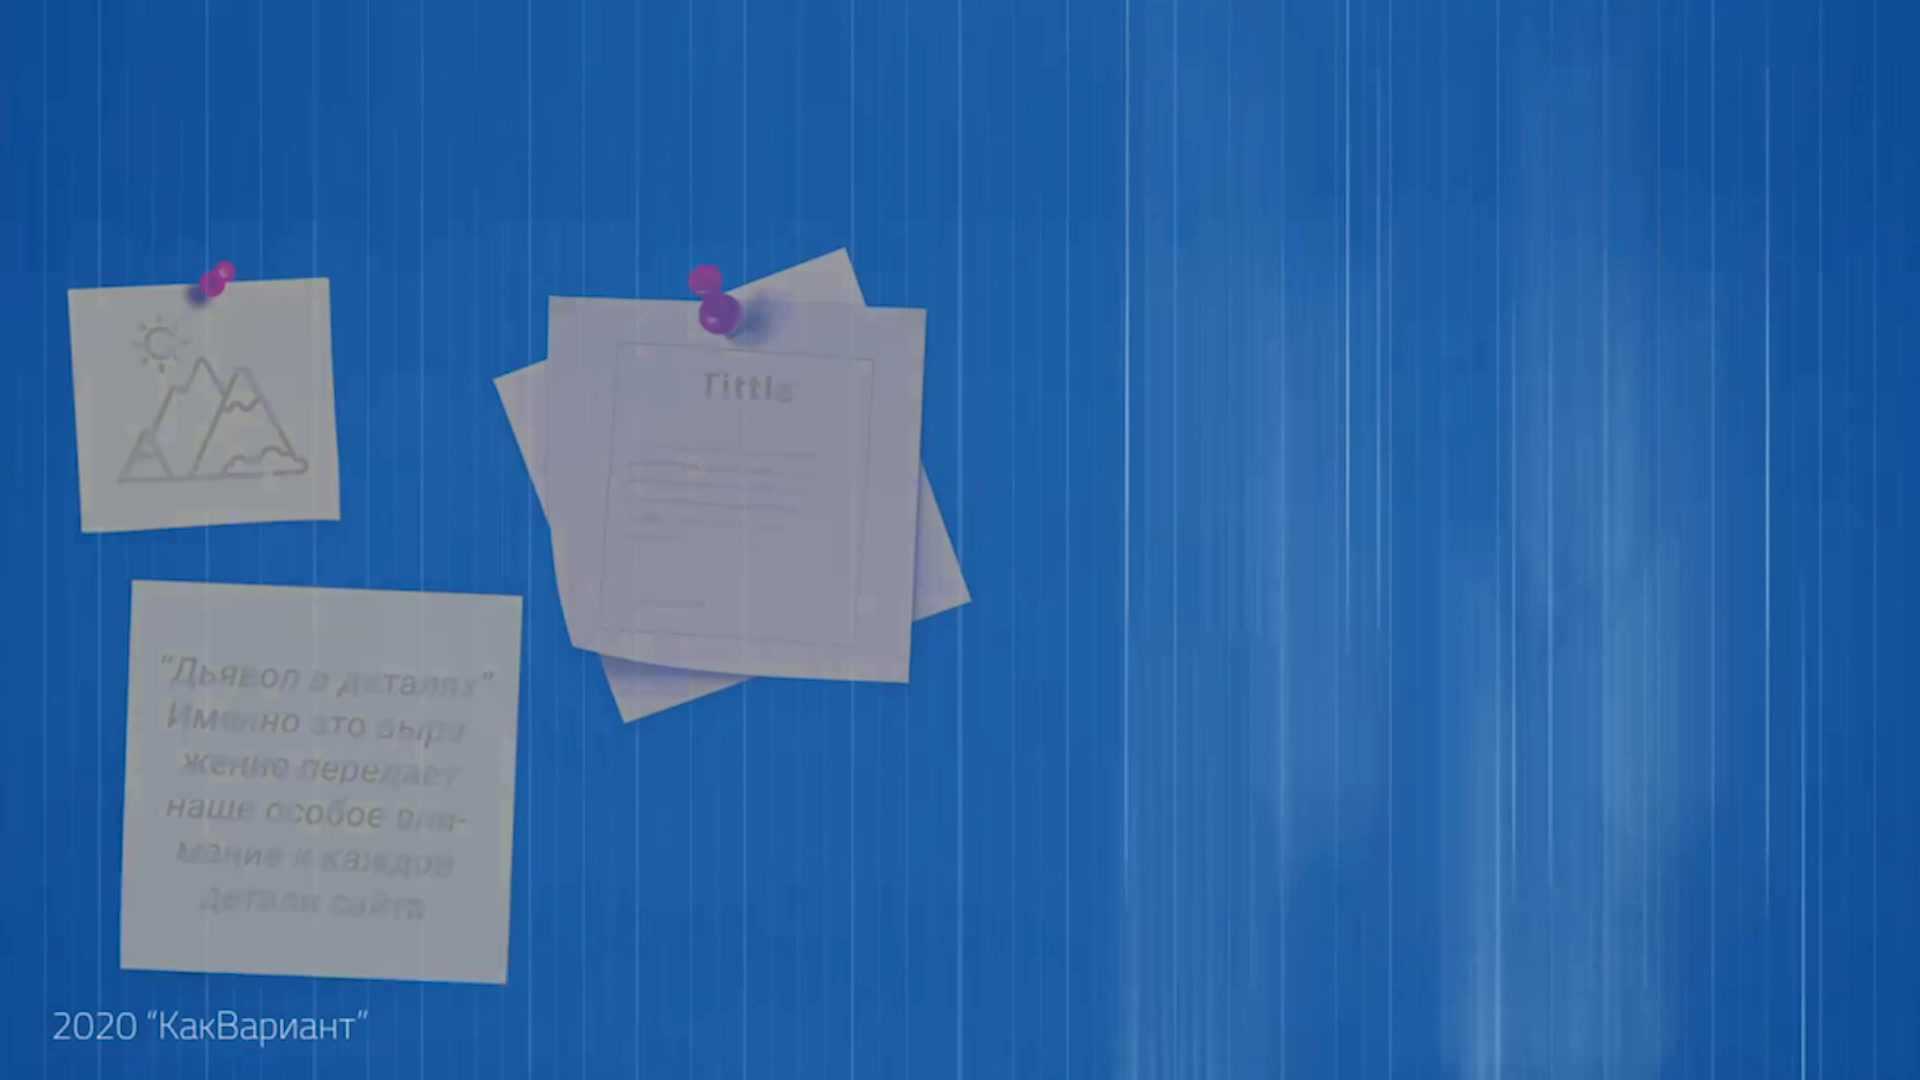 Tittle
“Дьявол в деталях”
Именно это выра
жение передает
наше особое вни-
мание к каждой
детали сайта
2020 “КакВариант”